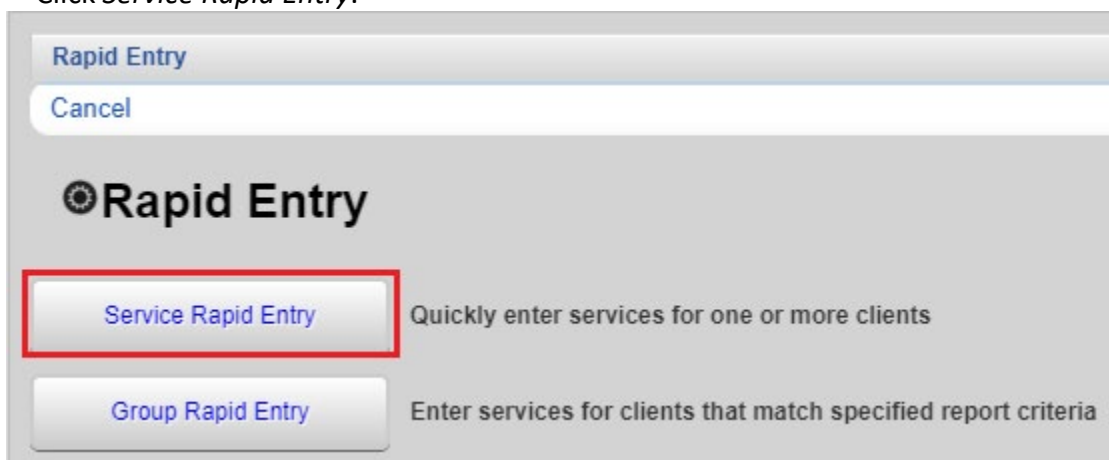 Click Service Rapid Entry.
Rapid Entry
Cancel
Rapid Entry
Service Rapid Entry Quickly enter services for one or more clients
Group Rapid Entry Enter services for clients that match specified report criteria